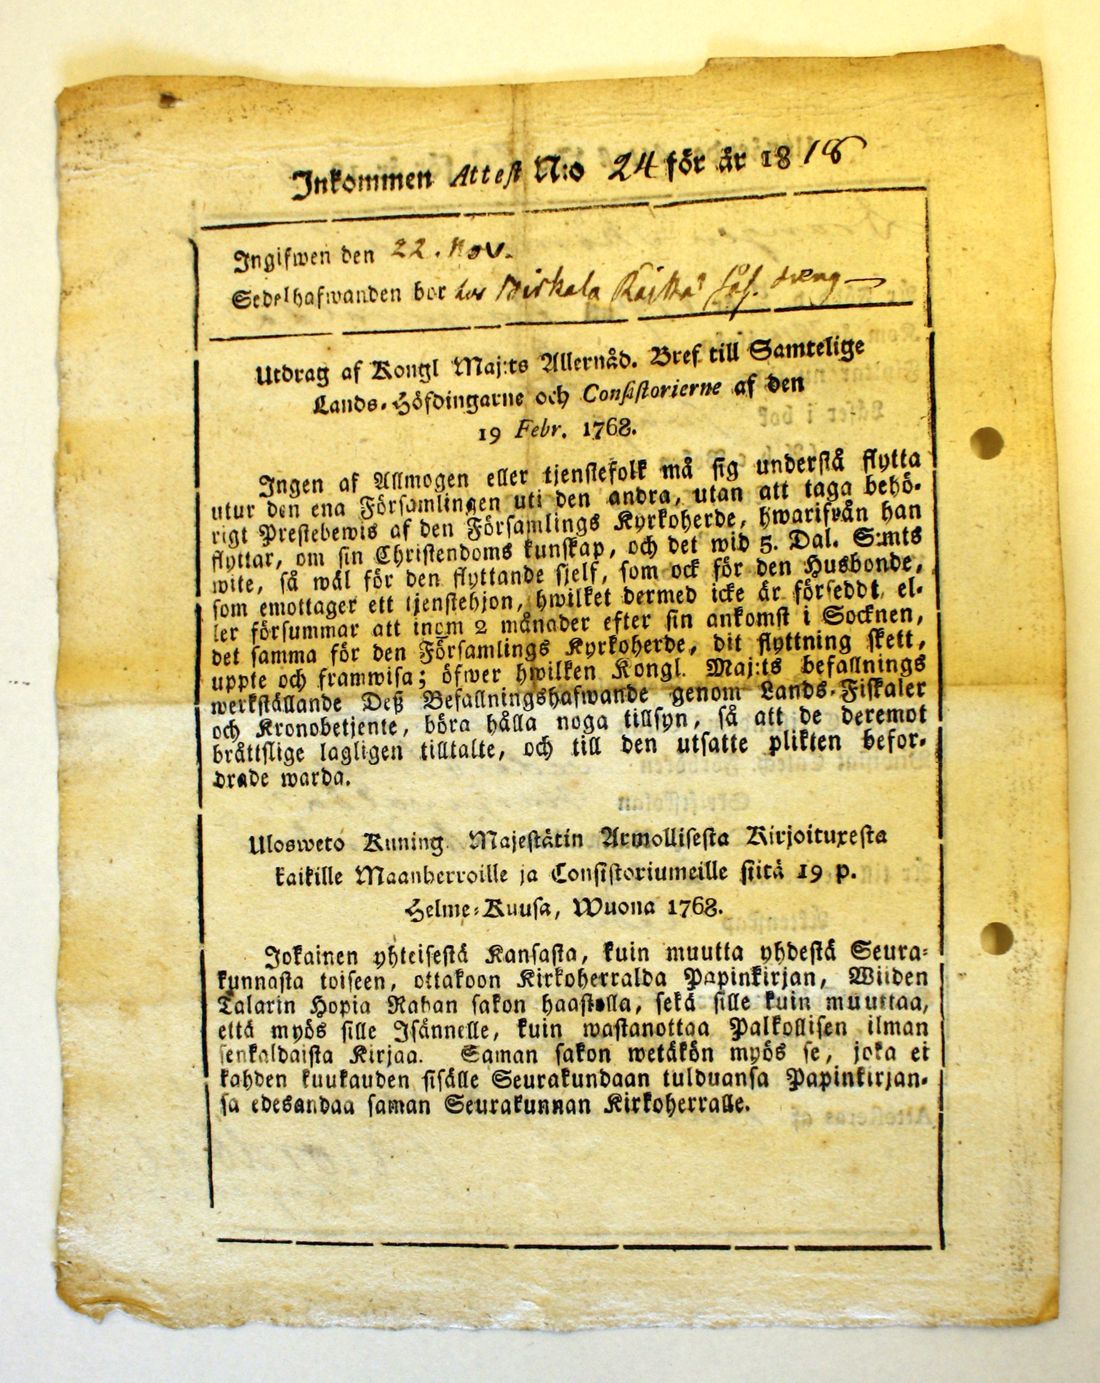 Inkommen Attest N:o 24 för år 1818
Ingifwen den 22. Nov.
Sedelhafwanden bor hos Birkala
Utdrag af Kongl Maj:ts Allernåd. Bref till Samtelige
Lands-Höfdingarne och Consistorierne af den
19 Febr. 1768.
Ingen af Allmogen eller tjenstefolk må sig understå flytta
utur den ena Församlingen uti den andra, utan att taga behö-
rigt Prestebewis af den Församlings Kyrkoherde, hwarifrån han
flyttar, om sin Christendoms kunskap, och det wid 5. Dal. S:mts
wite, så wäl för den flyttande sjelf, som ock för den Husbonde,
som emottager ett tjenstehjon, hwilket dermed icke är förseddt, el-
ler försummar att inom 2 månader efter sin ankomst i Socknen,
det samma för den Församlings Kyrkoherde, dit flyttning skett,
uppte och framwisa; öfwer hwilken Kongl. Maj:ts befallnings
werkställande Deß Befallningshafwande genom Lands-Fiskaler
och Kronobetjente, böra hålla noga tillsyn, så att de deremot
bråttslige lagligen tilltalte, och till den utsatte plikten befor-
drade warda.
Ulosweto Kuning. Majestätin Armollisesta Kirjoituxesta
kaikille Maanherroille ja Consistoriumeille siitä 19 p.
Helme-Kuusa, Wuona 1768.
Jokainen yhteisestä Kansasta, kuin muutta yhdestä Seura-
kunnasta toiseen, ottakoon Kirkoherralda Papinkirjan, Wiiden
Talarin Hopia Rahan sakon haastolla, sekä sille kuin muuttaa,
että myös sille Isännelle, kuin wastanottaa Palkollisen ilman
senkaldaista Kirjaa. Saman sakon wetäkön myös se, joka ei
kahden kuukauden sisälle Seurakundaan tulduansa Papinkirjan-
sa edesandaa saman Seurakunnan Kirkoherralle.